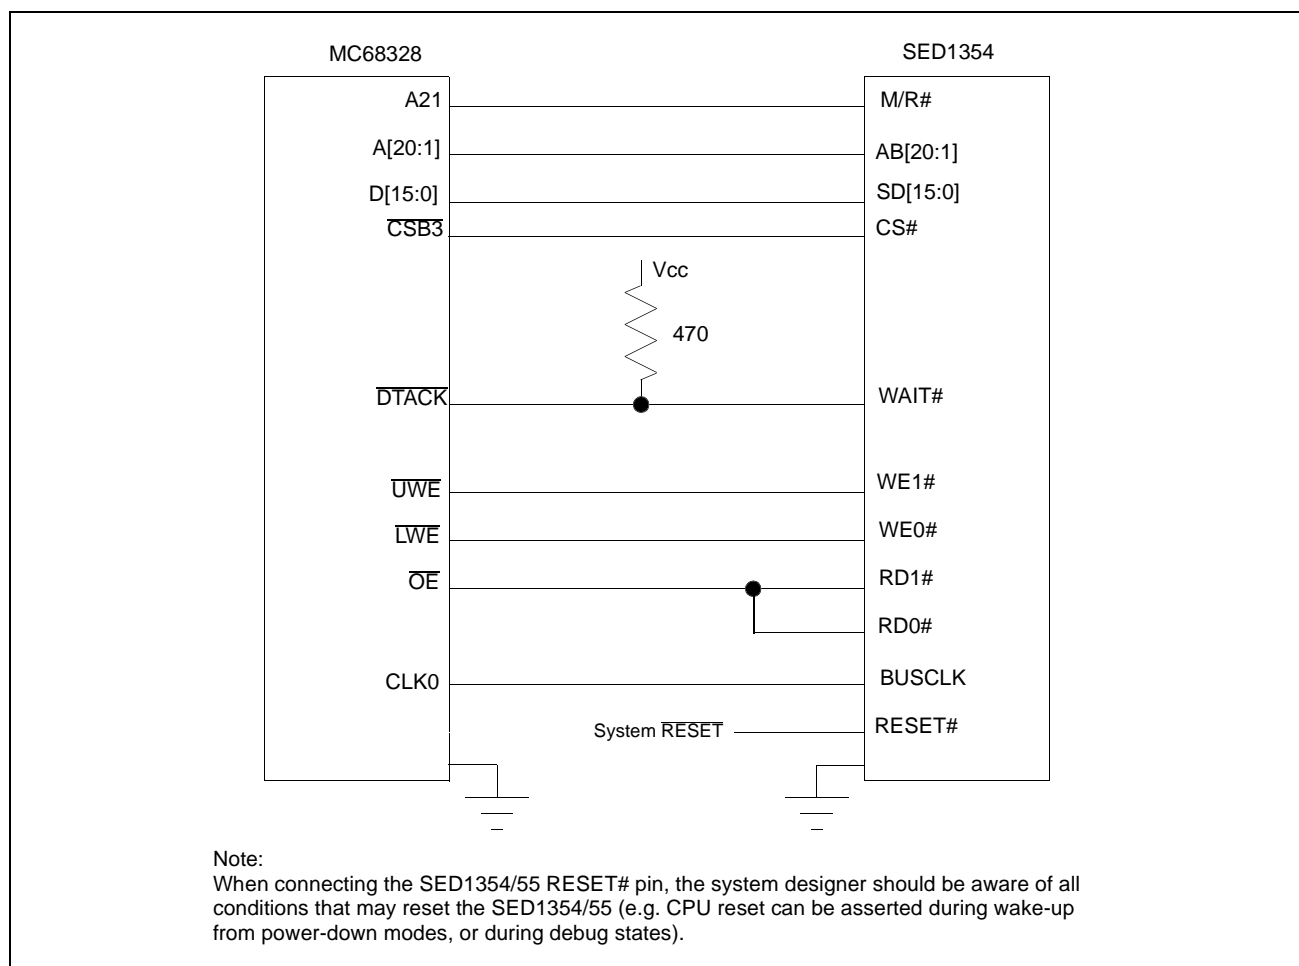 MC68328
SED1354
A21
M/R#
A[20:1]
AB[20:1]
D[15:0]
SD[15:0]
CSB3
CS#
Vcc
470
DTACK
WAIT#
UWE
WE1#
LWE
WE0#
OE
RD1#
RD0#
CLK0
BUSCLK
System RESET
RESET#
Note:
When connecting the SED1354/55 RESET# pin, the system designer should be aware of all
conditions that may reset the SED1354/55 (e.g. CPU reset can be asserted during wake-up
from power-down modes, or during debug states).